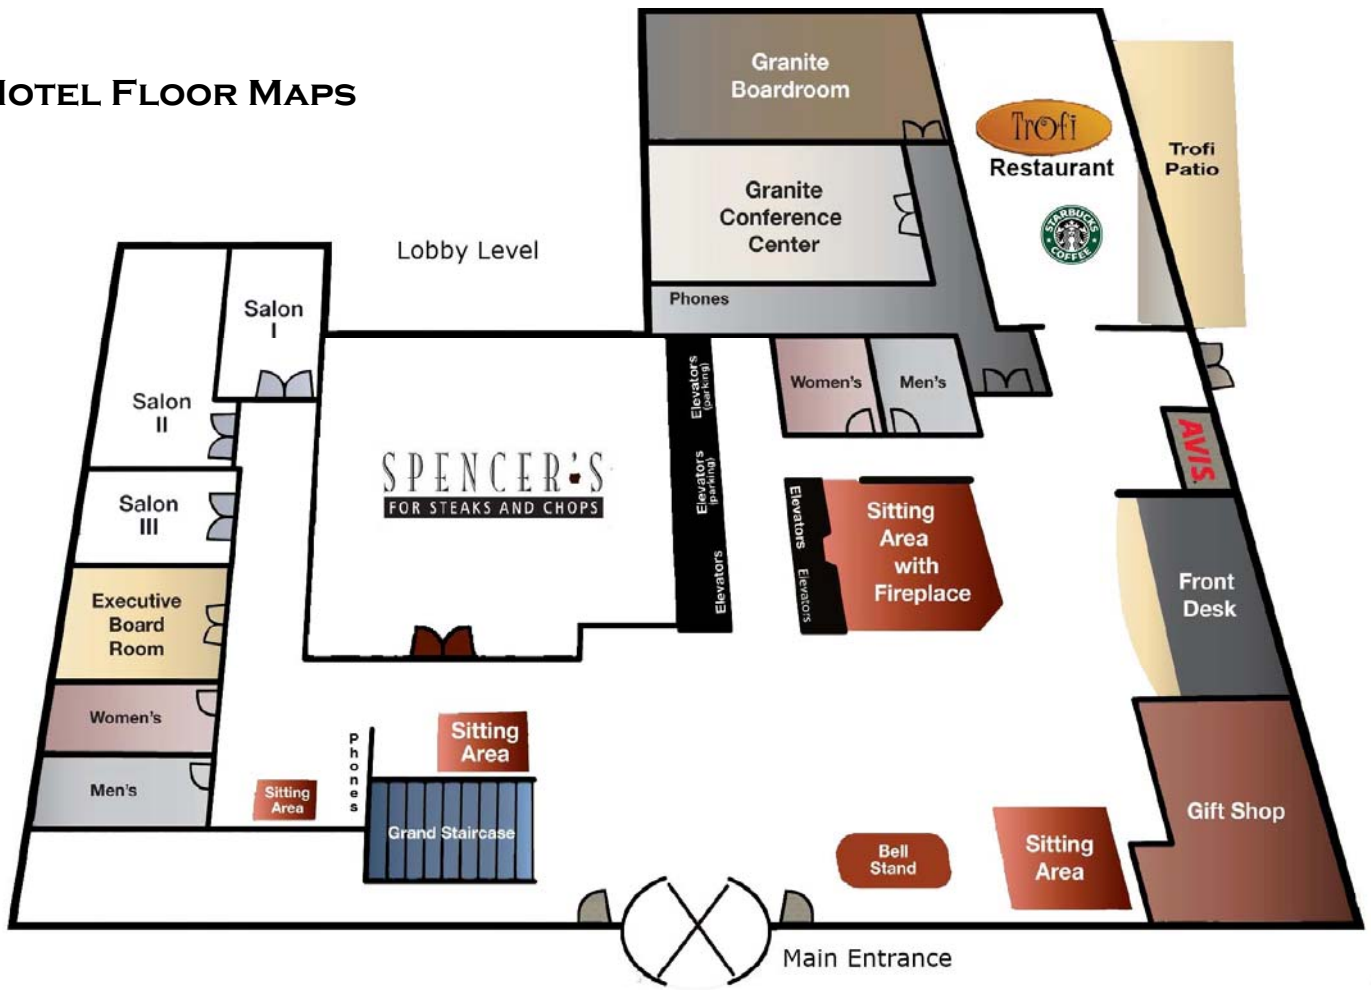 HOTEL FLOOR MAPS
Granite
Boardroom
Trofi
Restaurant
Trofi
Patio
Granite
Conference
Center
STARBUCKS
COFFEE
Lobby Level
Phones
Salon
I
Salon
II
Elevators
(parking)
Women's
Men's
AVIS
SPENCER'S
FOR STEAKS AND CHOPS
Elevators
(parking)
Salon
III
Elevators
Elevators
Elevators
Sitting
Area
with
Fireplace
Front
Desk
Executive
Board
Room
Women's
Men's
Phones
Sitting
Area
Sitting
Area
Grand Staircase
Bell
Stand
Sitting
Area
Gift Shop
Main Entrance